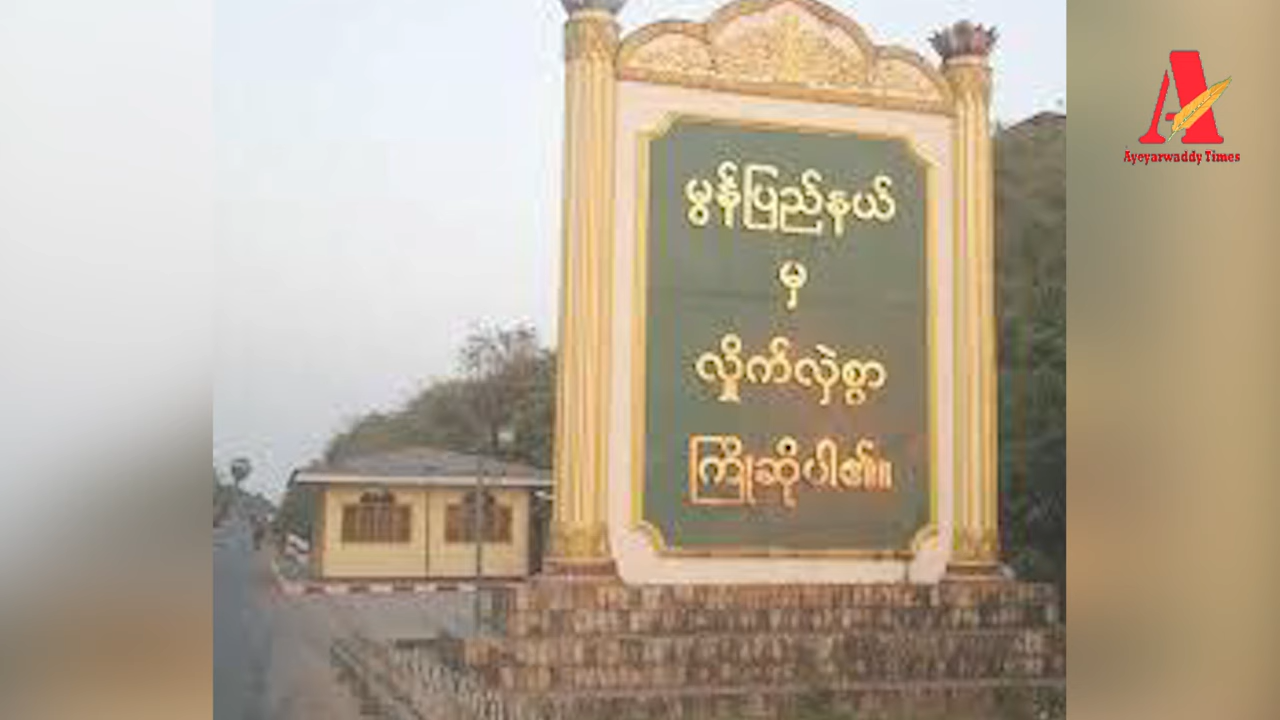 မွန်ပြည်နယ်
မှ
လှိုက်လှဲစွာ
ကြိုဆိုပါ၏။
A
Ayeyarwaddy Times